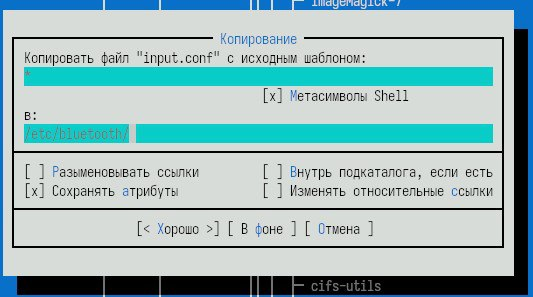 ImageMagick-7
Копирование
Копировать файл "input.conf" с исходным шаблоном:
*
[x] Метасимволы Shell
в:
/etc/bluetooth/
[ ] Разыменовывать ссылки [ ] Внутрь подкаталога, если есть
[x] Сохранять атрибуты [ ] Изменять относительные ссылки
[< Хорошо >] [ В фоне ] [ Отмена ]
cifs-utils